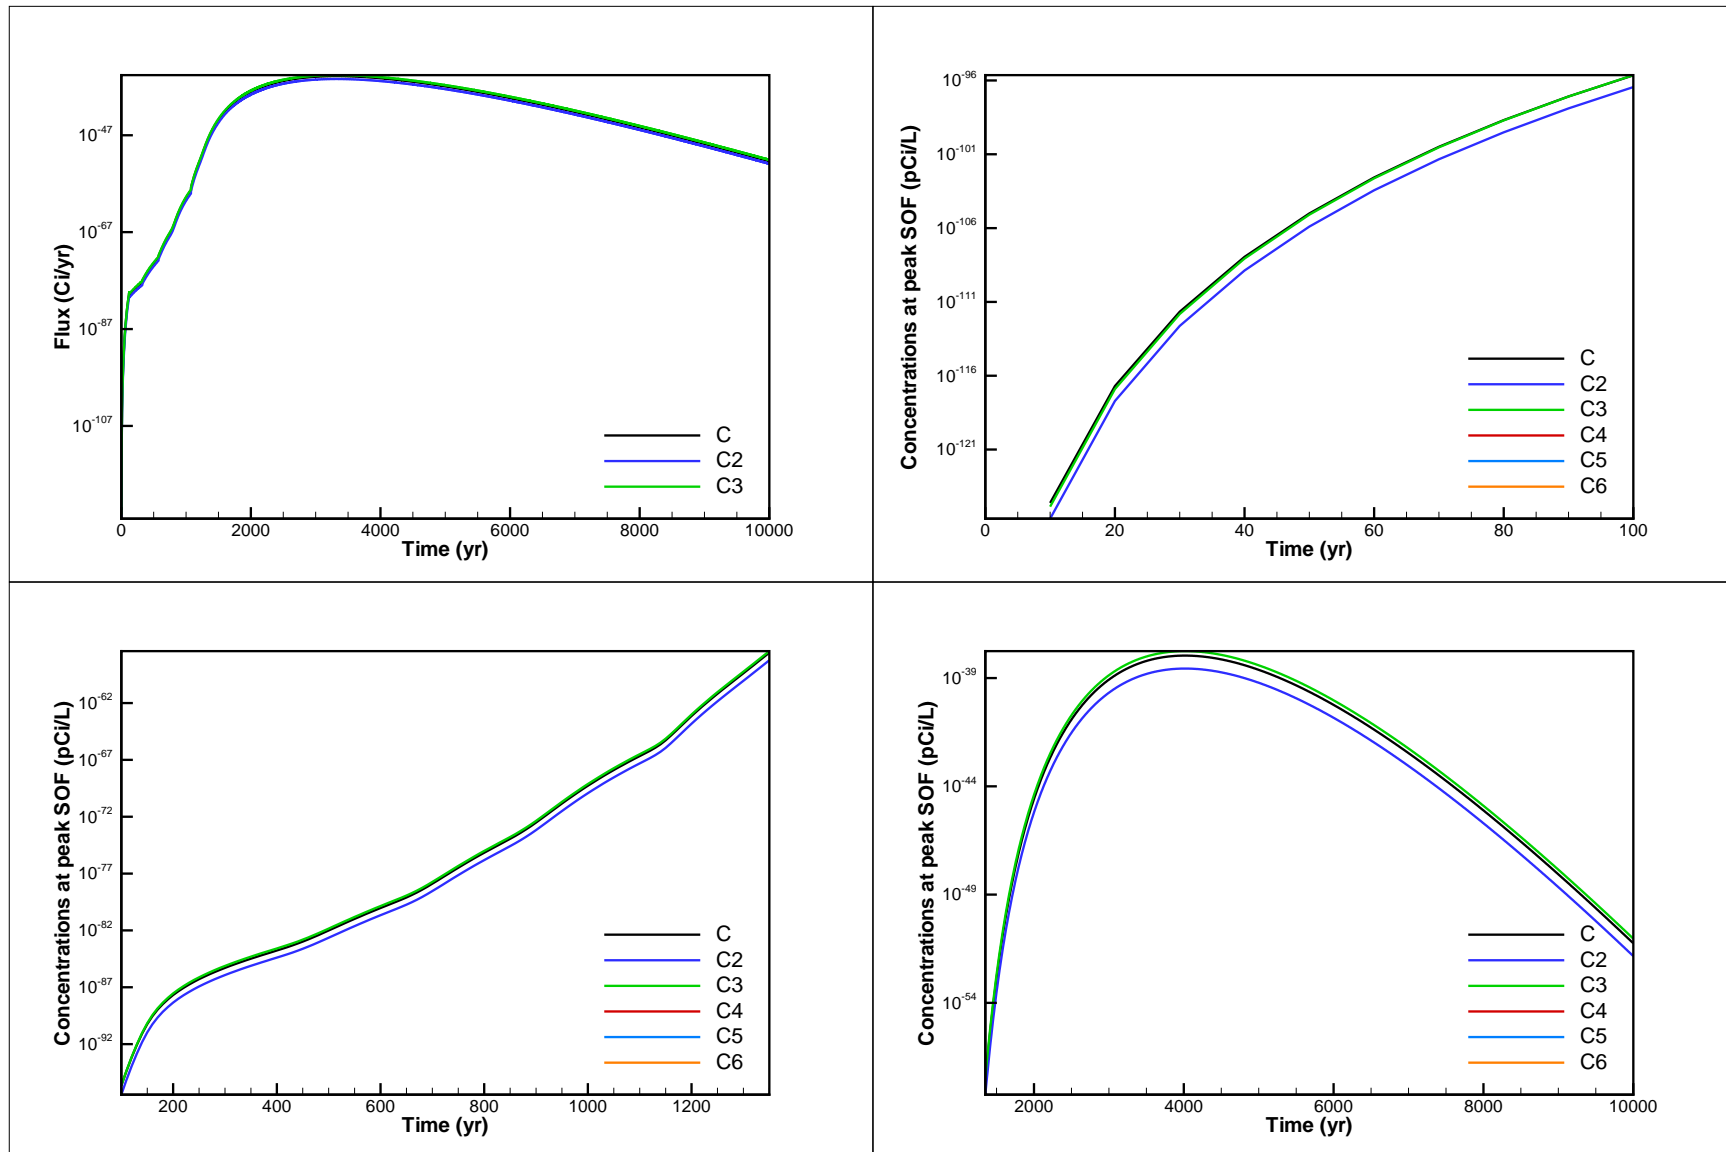 Flux (Ci/yr)
10^-47
10^-67
10^-87
10^-107
C
C2
C3
0 2000 4000 6000 8000 10000
Time (yr)
Concentrations at peak SOF (pCi/L)
10^-96
10^-101
10^-106
10^-111
10^-116
10^-121
C
C2
C3
C4
C5
C6
0 20 40 60 80 100
Time (yr)
Concentrations at peak SOF (pCi/L)
10^-62
10^-67
10^-72
10^-77
10^-82
10^-87
10^-92
C
C2
C3
C4
C5
C6
200 400 600 800 1000 1200
Time (yr)
Concentrations at peak SOF (pCi/L)
10^-39
10^-44
10^-49
10^-54
C
C2
C3
C4
C5
C6
2000 4000 6000 8000 10000
Time (yr)